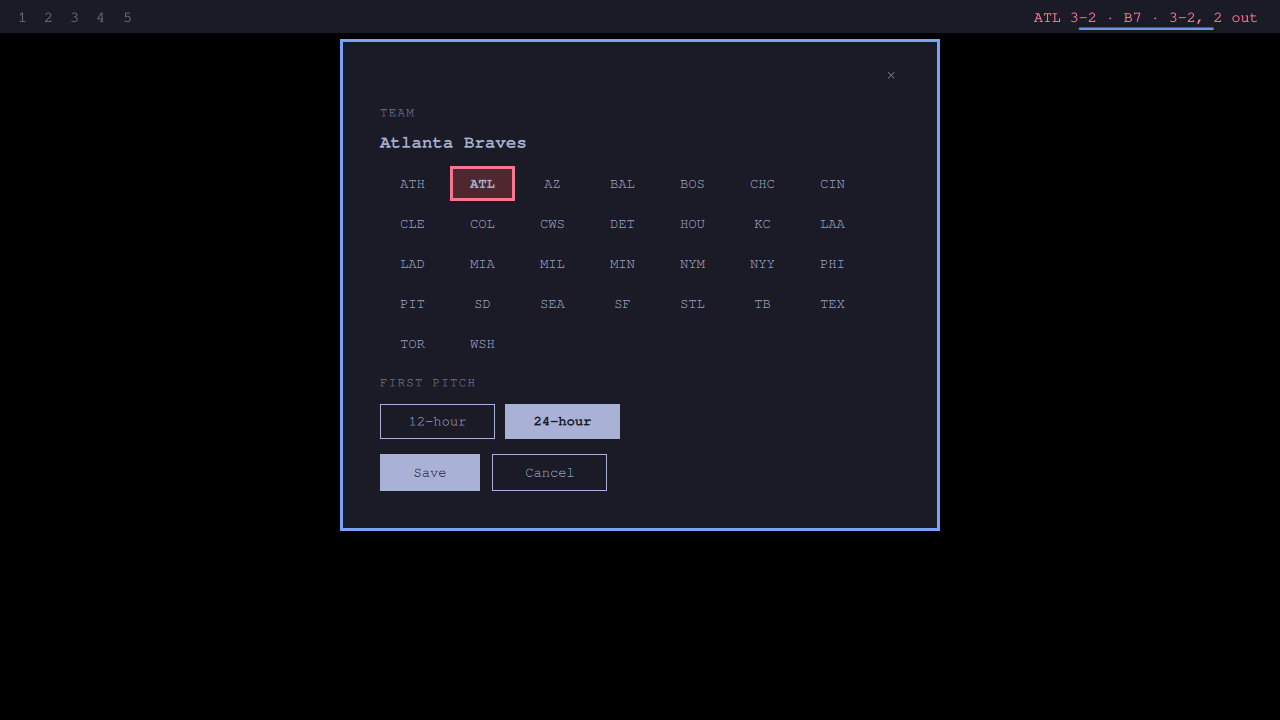 1 2 3 4 5 ATL 3-2 · B7 · 3-2, 2 out
×
TEAM
Atlanta Braves
ATH ATL AZ BAL BOS CHC CIN
CLE COL CWS DET HOU KC LAA
LAD MIA MIL MIN NYM NYY PHI
PIT SD SEA SF STL TB TEX
TOR WSH
FIRST PITCH
12-hour 24-hour
Save Cancel